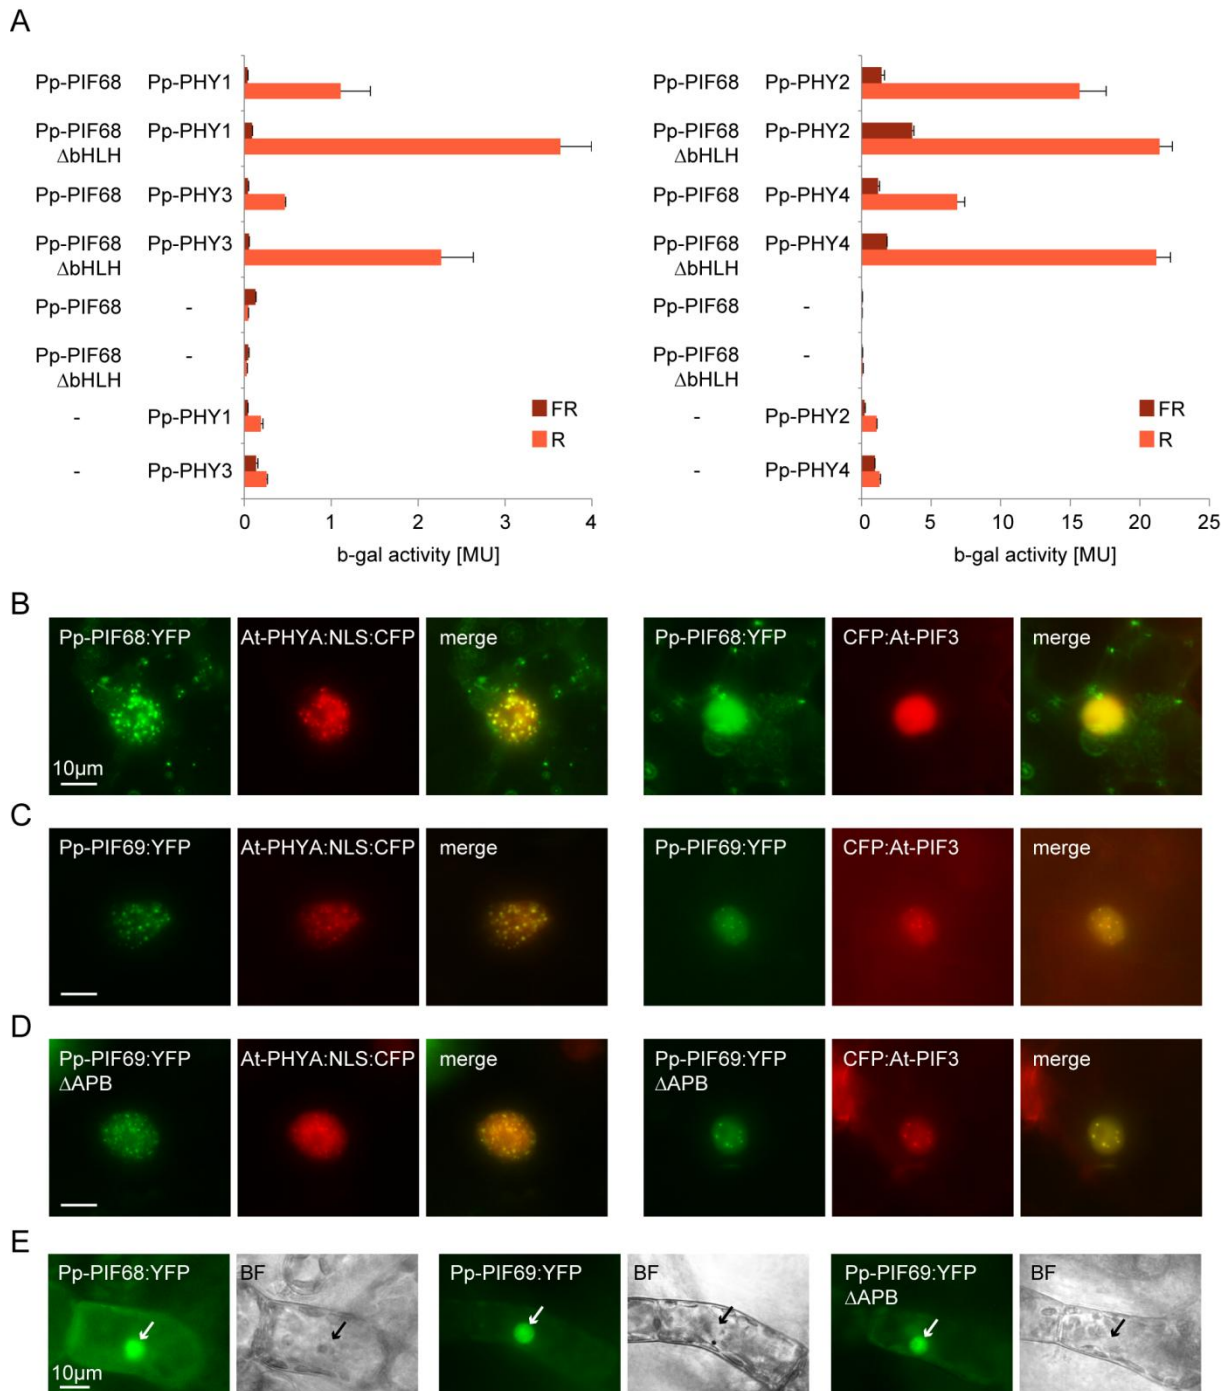 A
Pp-PIF68 Pp-PHY1
Pp-PIF68 Pp-PHY1
ΔbHLH
Pp-PIF68 Pp-PHY3
Pp-PIF68 Pp-PHY3
ΔbHLH
Pp-PIF68 -
Pp-PIF68 -
ΔbHLH
- Pp-PHY1
- Pp-PHY3
FR
R
0 1 2 3 4
b-gal activity [MU]
Pp-PIF68 Pp-PHY2
Pp-PIF68 Pp-PHY2
ΔbHLH
Pp-PIF68 Pp-PHY4
Pp-PIF68 Pp-PHY4
ΔbHLH
Pp-PIF68 -
Pp-PIF68 -
ΔbHLH
- Pp-PHY2
- Pp-PHY4
FR
R
0 5 10 15 20 25
b-gal activity [MU]
B
Pp-PIF68:YFP At-PHYA:NLS:CFP merge Pp-PIF68:YFP CFP:At-PIF3 merge
10µm
C
Pp-PIF69:YFP At-PHYA:NLS:CFP merge Pp-PIF69:YFP CFP:At-PIF3 merge
D
Pp-PIF69:YFP At-PHYA:NLS:CFP merge Pp-PIF69:YFP CFP:At-PIF3 merge
ΔAPB ΔAPB
E
Pp-PIF68:YFP BF Pp-PIF69:YFP BF Pp-PIF69:YFP BF
ΔAPB
10µm